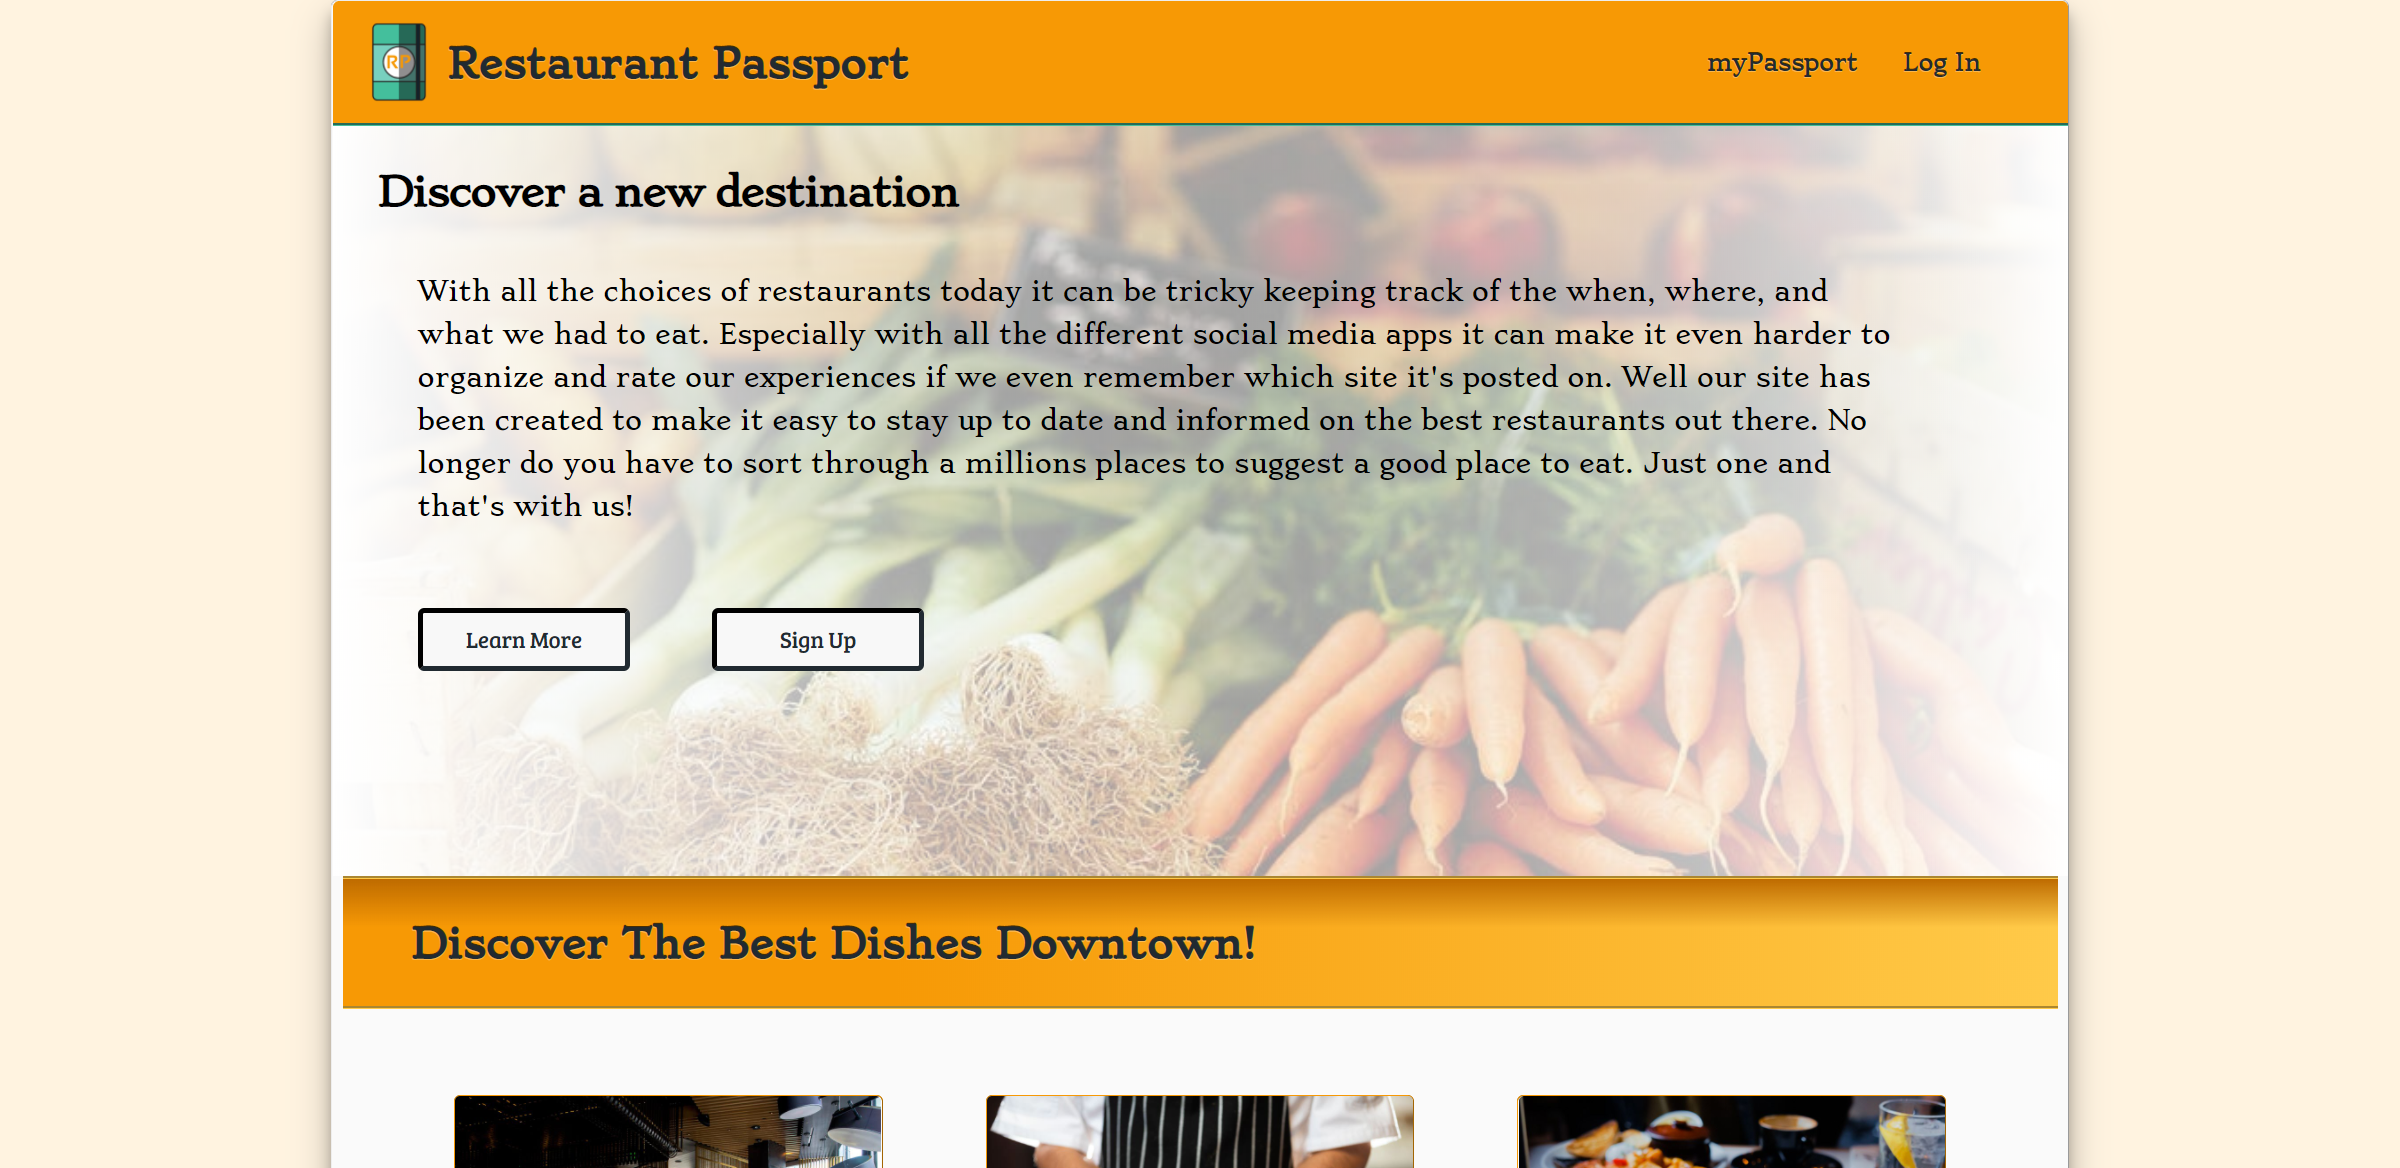 RP
Restaurant Passport
myPassport
Log In
Discover a new destination
With all the choices of restaurants today it can be tricky keeping track of the when, where, and
what we had to eat. Especially with all the different social media apps it can make it even harder to
organize and rate our experiences if we even remember which site it's posted on. Well our site has
been created to make it easy to stay up to date and informed on the best restaurants out there. No
longer do you have to sort through a millions places to suggest a good place to eat. Just one and
that's with us!
Learn More
Sign Up
Discover The Best Dishes Downtown!